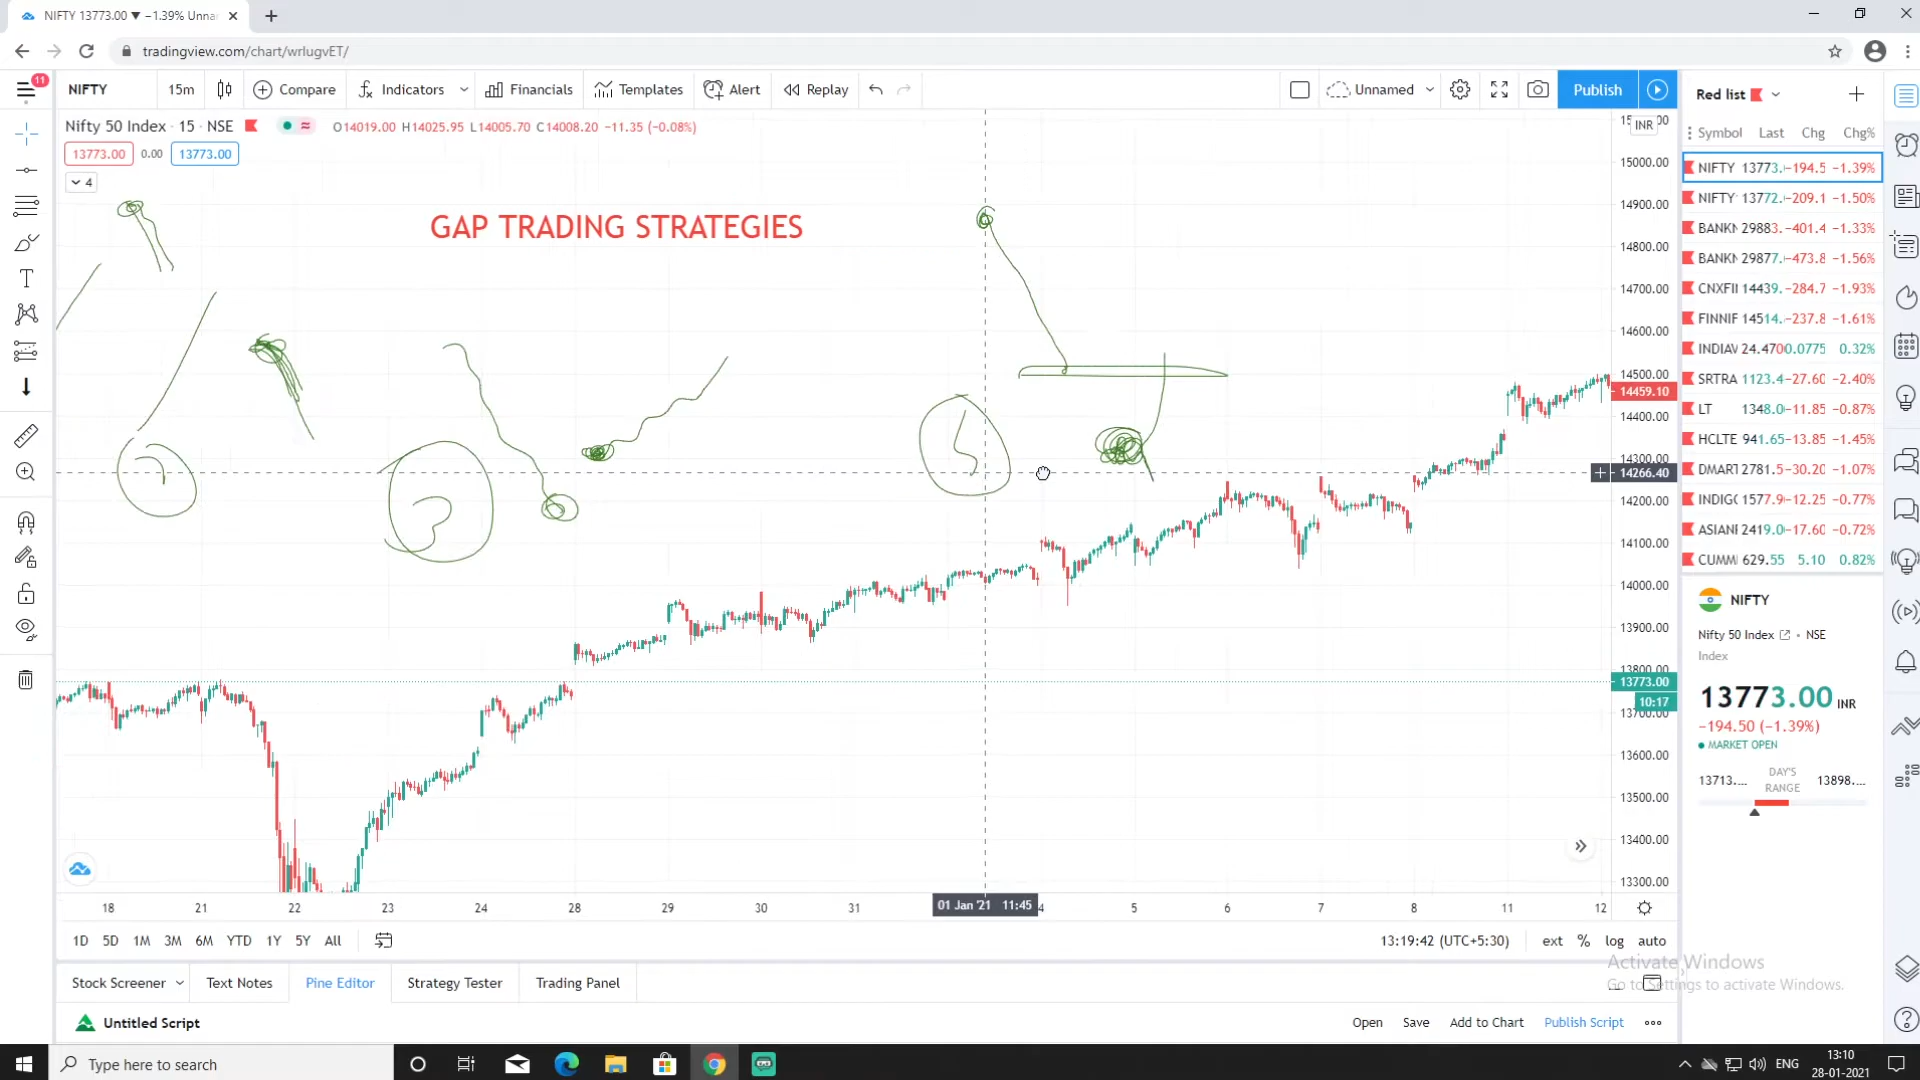 NIFTY 13773.00 ▼ −1.39% Unna
tradingview.com/chart/wrlugvET/
11
NIFTY 15m Compare Indicators Financials Templates Alert Replay Unnamed Publish
Nifty 50 Index · 15 · NSE O14019.00 H14025.95 L14005.70 C14008.20 −11.35 (−0.08%)
13773.00 0.00 13773.00
4
GAP TRADING STRATEGIES
INR
15000.00
14900.00
14800.00
14700.00
14600.00
14500.00
14459.10
14400.00
14300.00
14266.40
14200.00
14100.00
14000.00
13900.00
13800.00
13773.00
10:17
13700.00
13600.00
13500.00
13400.00
13300.00
18 21 22 23 24 28 29 30 31 01 Jan '21 11:45 4 5 6 7 8 11 12
1D 5D 1M 3M 6M YTD 1Y 5Y All 13:19:42 (UTC+5:30) ext % log auto
Stock Screener Text Notes Pine Editor Strategy Tester Trading Panel
Untitled Script Open Save Add to Chart Publish Script
Red list
Symbol Last Chg Chg%
NIFTY 13773. −194.5 −1.39%
NIFTY 13772. −209.1 −1.50%
BANKN 29883. −401.4 −1.33%
BANKN 29877. −473.8 −1.56%
CNXFI 14439. −284.7 −1.93%
FINNIF 14514. −237.8 −1.61%
INDIAV 24.470 0.0775 0.32%
SRTRA 1123.4 −27.60 −2.40%
LT 1348.0 −11.85 −0.87%
HCLTE 941.65 −13.85 −1.45%
DMART 2781.5 −30.20 −1.07%
INDIGO 1577.9 −12.25 −0.77%
ASIANI 2419.0 −17.60 −0.72%
CUMMI 629.55 5.10 0.82%
NIFTY
Nifty 50 Index • NSE
Index
13773.00 INR
−194.50 (−1.39%)
MARKET OPEN
13713.... DAY'S RANGE 13898....
Activate Windows
Go to Settings to activate Windows.
Type here to search
ENG
13:10
28-01-2021